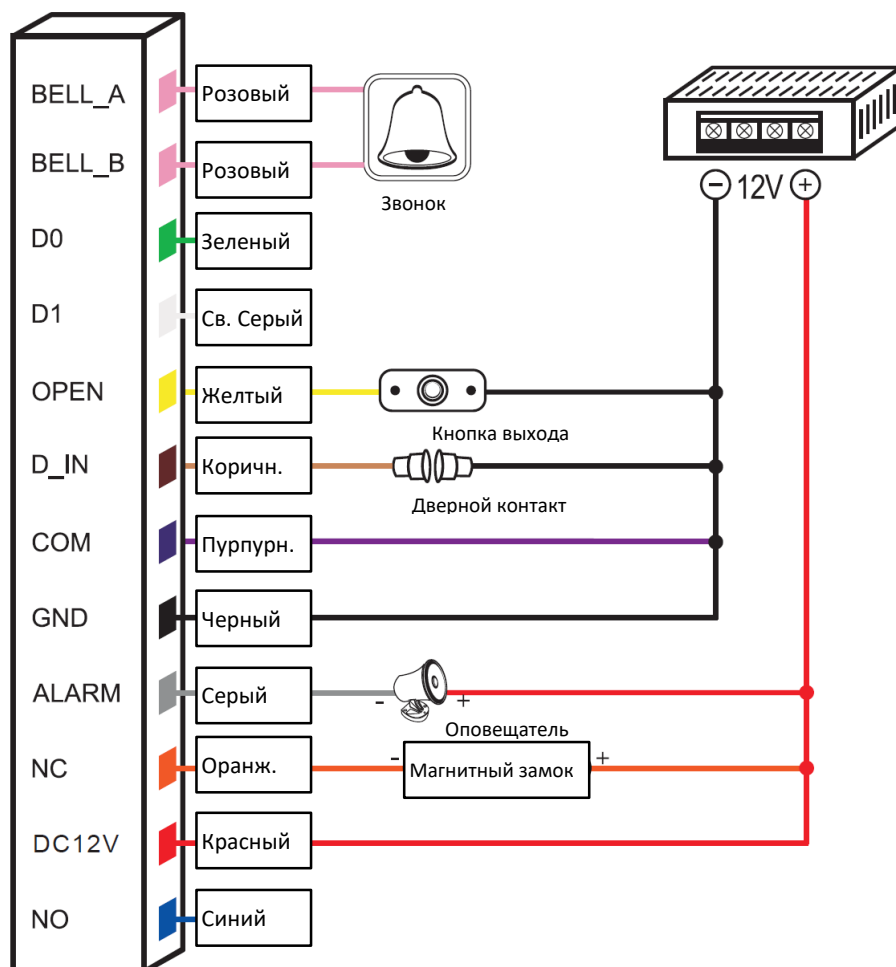 BELL_A
Розовый
BELL_B
Розовый
Звонок
− 12V +
D0
Зеленый
D1
Св. Серый
OPEN
Желтый
Кнопка выхода
D_IN
Коричн.
Дверной контакт
COM
Пурпурн.
GND
Черный
ALARM
Серый
- +
Оповещатель
NC
Оранж.
- Магнитный замок +
DC12V
Красный
NO
Синий